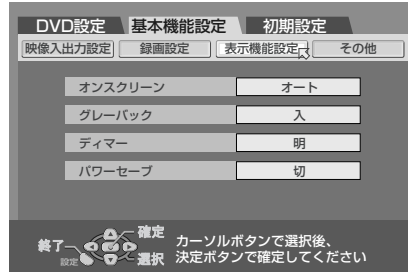 DVD設定 基本機能設定 初期設定
映像入出力設定 録画設定 表示機能設定 その他
オンスクリーン オート
グレーバック 入
ディマー 明
パワーセーブ 切
確定
終了
設定
選択
カーソルボタンで選択後、
決定ボタンで確定してください